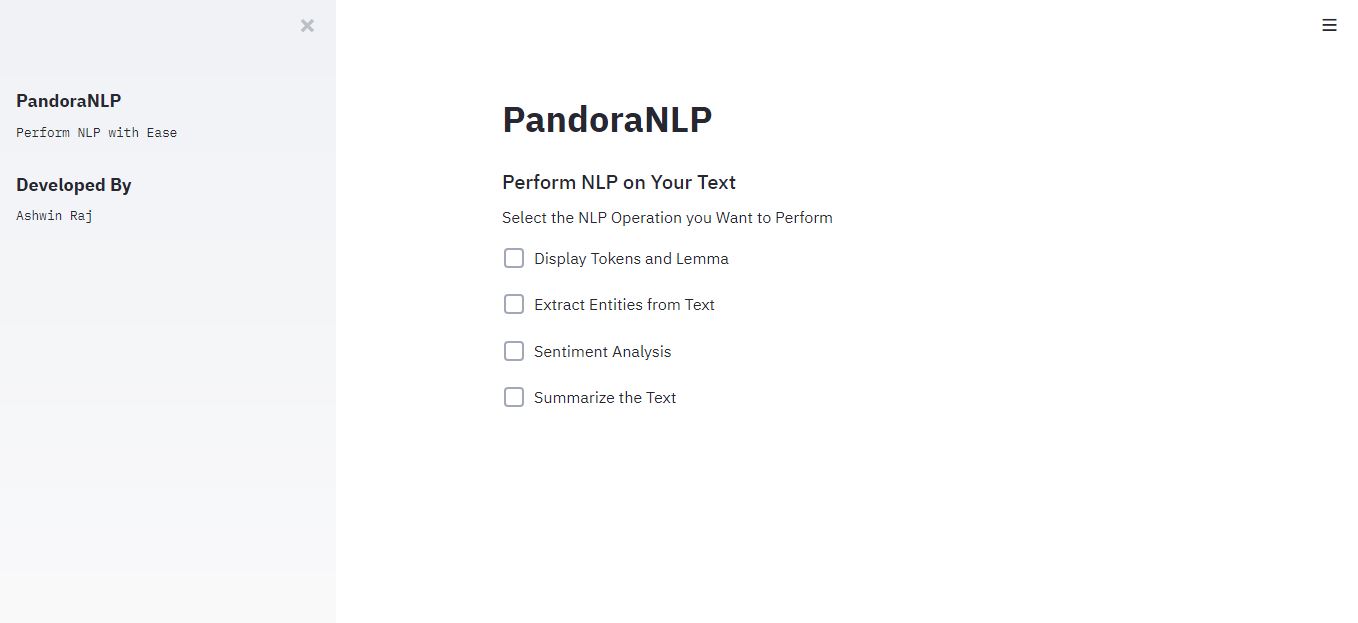 PandoraNLP
Perform NLP with Ease
Developed By
Ashwin Raj
PandoraNLP
Perform NLP on Your Text
Select the NLP Operation you Want to Perform
Display Tokens and Lemma
Extract Entities from Text
Sentiment Analysis
Summarize the Text